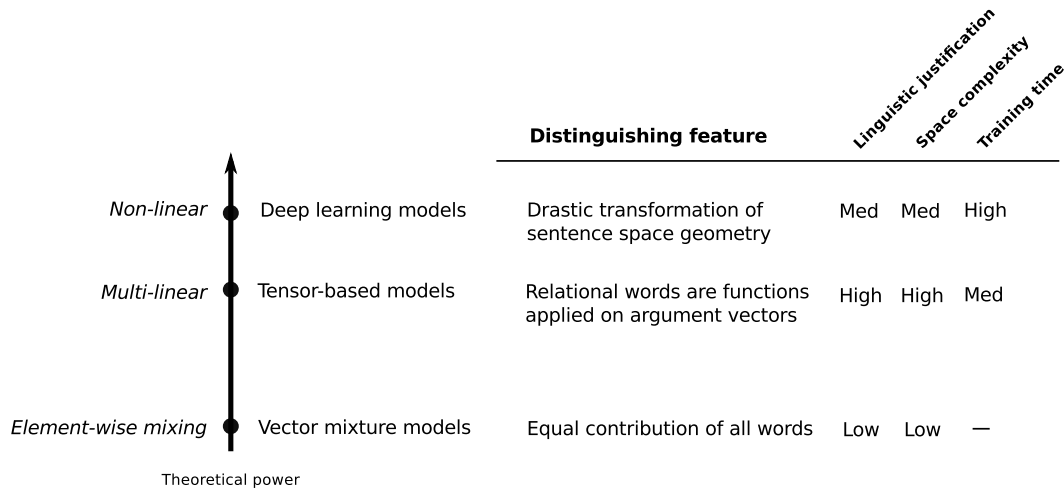 Linguistic justification
Space complexity
Training time
Distinguishing feature
Non-linear Deep learning models Drastic transformation of Med Med High
sentence space geometry
Multi-linear Tensor-based models Relational words are functions High High Med
applied on argument vectors
Element-wise mixing Vector mixture models Equal contribution of all words Low Low —
Theoretical power